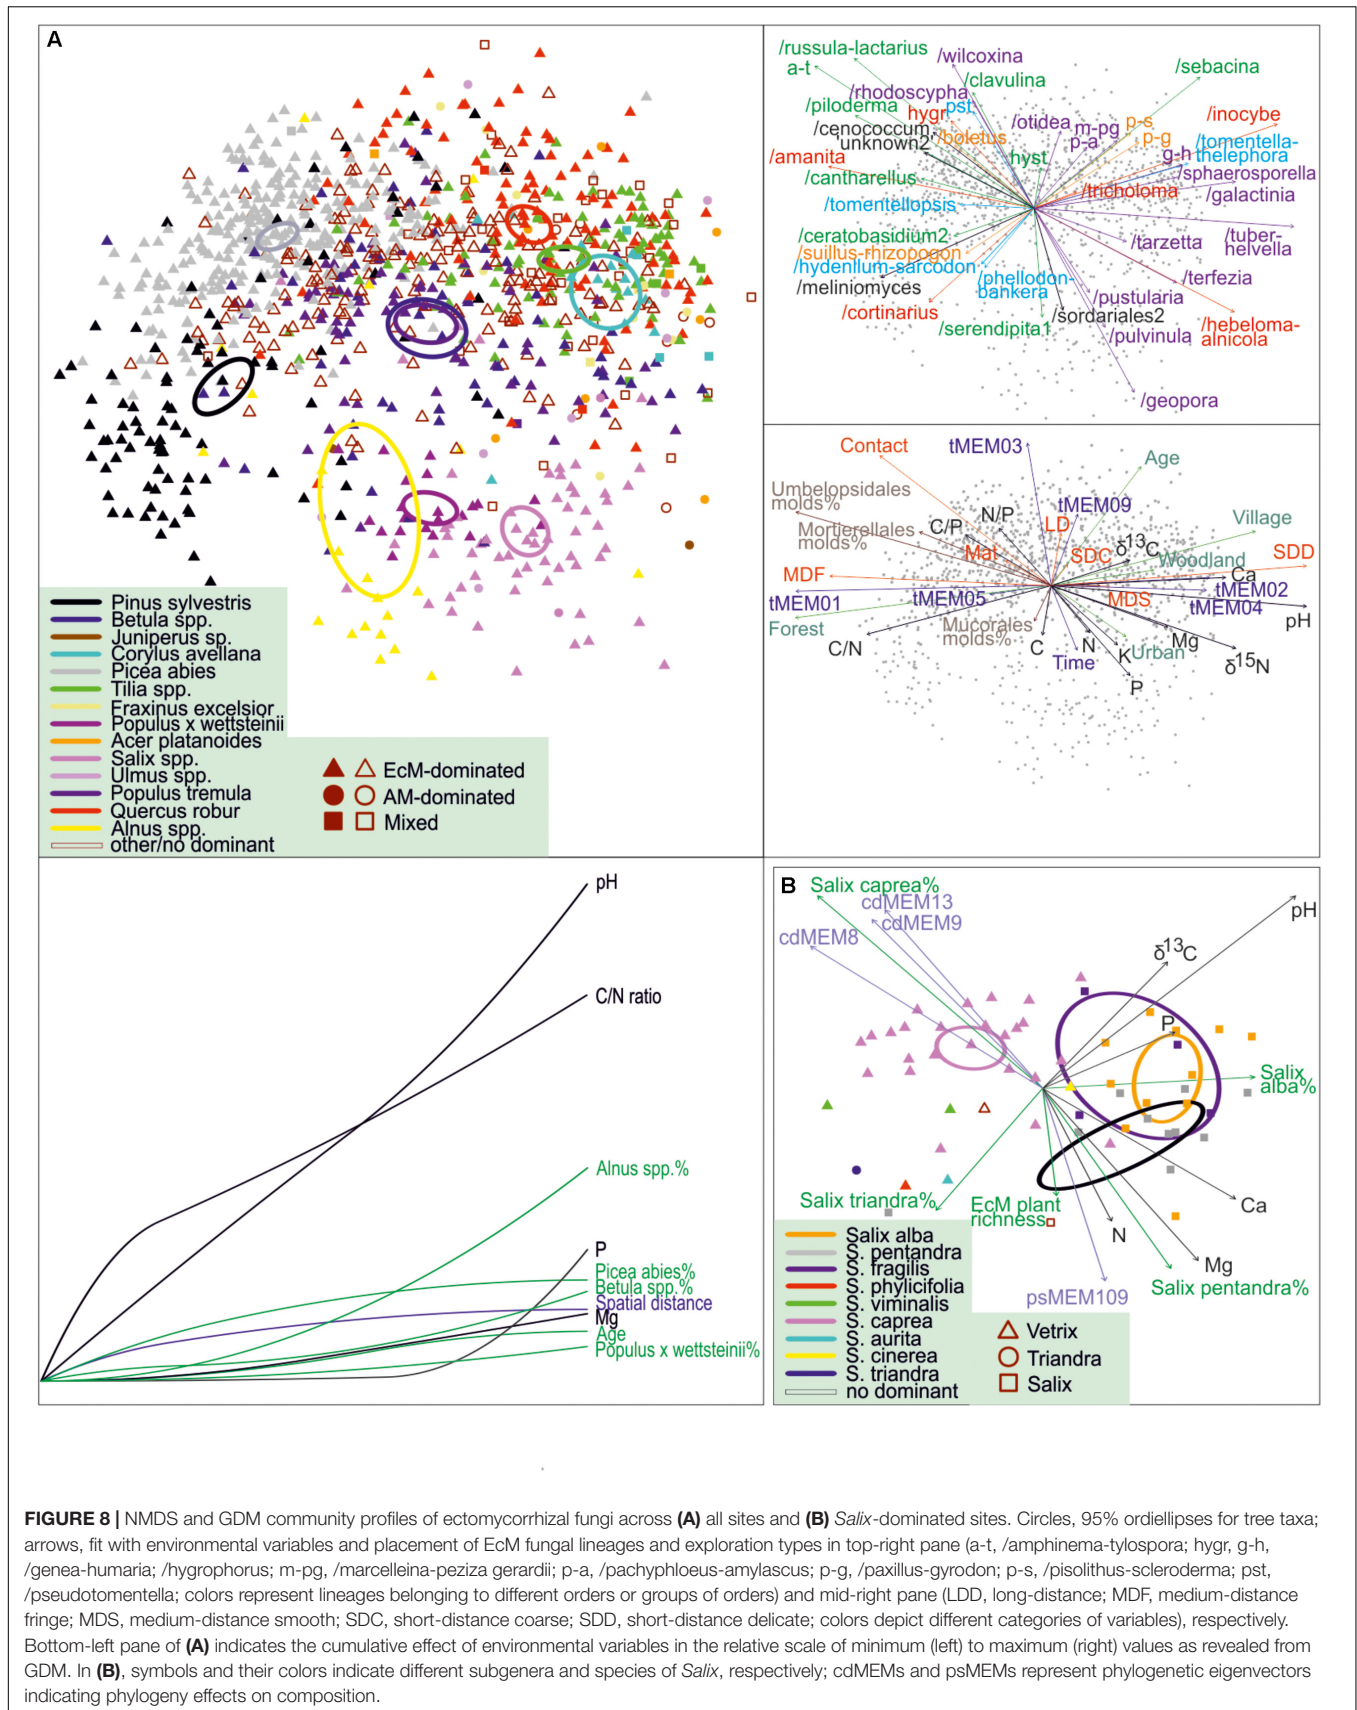 A
/russula-lactarius
a-t
/wilcoxina
/clavulina
/sebacina
/rhodoscypha
/piloderma
hygr
pst
/otidea
m-pg
p-s
/inocybe
/cenococcum
'unknown2'
/boletus
p-a
p-g
/tomentella-
thelephora
/amanita
hyst
g-h
/cantharellus
/sphaerosporella
/tricholoma
/galactinia
/tomentellopsis
/ceratobasidium2
/suillus-rhizopogon
/tarzetta
/tuber-
helvella
/hydenllum-sarcodon
/phellodon-
bankera
/terfezia
/meliniomyces
/pustularia
/cortinarius
/sordariales2
/serendipita1
/pulvinula
/hebeloma-
alnicola
/geopora
Contact
tMEM03
Age
Umbelopsidales
molds%
tMEM09
N/P
C/P
LD
Village
Mortierellales
molds%
Mat
SDC
δ13C
Woodland
SDD
MDF
Ca
tMEM01
tMEM05
MDS
tMEM02
tMEM04
pH
Forest
Mucorales
molds%
C/N
C
N
K
Urban
Mg
δ15N
Time
P
Pinus sylvestris
Betula spp.
Juniperus sp.
Corylus avellana
Picea abies
Tilia spp.
Fraxinus excelsior
Populus x wettsteinii
Acer platanoides
Salix spp.
Ulmus spp.
Populus tremula
Quercus robur
Alnus spp.
other/no dominant
EcM-dominated
AM-dominated
Mixed
pH
C/N ratio
Alnus spp.%
P
Picea abies%
Betula spp.%
Spatial distance
Mg
Age
Populus x wettsteinii%
B
Salix caprea%
cdMEM13
cdMEM9
cdMEM8
pH
δ13C
P
Salix
alba%
Salix triandra%
EcM plant
richness
N
Ca
Mg
Salix pentandra%
psMEM109
Salix alba
S. pentandra
S. fragilis
S. phylicifolia
S. viminalis
S. caprea
S. aurita
S. cinerea
S. triandra
no dominant
Vetrix
Triandra
Salix
FIGURE 8 | NMDS and GDM community profiles of ectomycorrhizal fungi across (A) all sites and (B) Salix-dominated sites. Circles, 95% ordiellipses for tree taxa;
arrows, fit with environmental variables and placement of EcM fungal lineages and exploration types in top-right pane (a-t, /amphinema-tylospora; hygr, g-h,
/genea-humaria; /hygrophorus; m-pg, /marcelleina-peziza gerardii; p-a, /pachyphloeus-amylascus; p-g, /paxillus-gyrodon; p-s, /pisolithus-scleroderma; pst,
/pseudotomentella; colors represent lineages belonging to different orders or groups of orders) and mid-right pane (LDD, long-distance; MDF, medium-distance
fringe; MDS, medium-distance smooth; SDC, short-distance coarse; SDD, short-distance delicate; colors depict different categories of variables), respectively.
Bottom-left pane of (A) indicates the cumulative effect of environmental variables in the relative scale of minimum (left) to maximum (right) values as revealed from
GDM. In (B), symbols and their colors indicate different subgenera and species of Salix, respectively; cdMEMs and psMEMs represent phylogenetic eigenvectors
indicating phylogeny effects on composition.